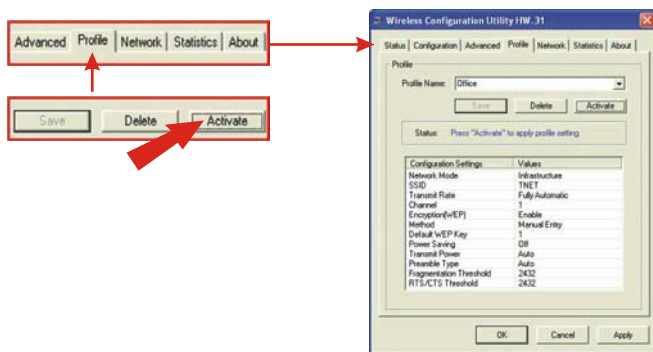 Advanced Profile Network Statistics About
Save Delete Activate
Wireless Configuration Utility HW.31
Status Configuration Advanced Profile Network Statistics About
Profile
Profile Name: Office
Save Delete Activate
Status: Press "Activate" to apply profile setting.
Configuration Settings Values
Network Mode Infrastructure
SSID TNET
Transmit Rate Fully Automatic
Channel 1
Encryption(WEP) Enable
Method Manual Entry
Default WEP Key 1
Power Saving Off
Transmit Power Auto
Preamble Type Auto
Fragmentation Threshold 2432
RTS/CTS Threshold 2432
OK Cancel Apply